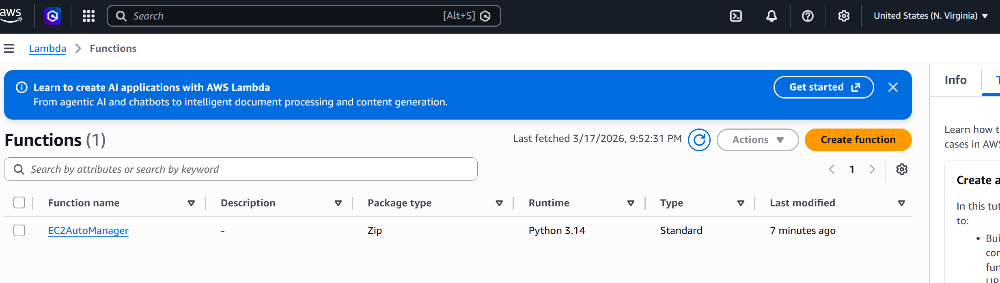 aws
Search [Alt+S]
United States (N. Virginia)
Lambda > Functions
Learn to create AI applications with AWS Lambda
From agentic AI and chatbots to intelligent document processing and content generation.
Get started
Info
Functions (1)
Last fetched 3/17/2026, 9:52:31 PM
Actions
Create function
Search by attributes or search by keyword
1
Function name Description Package type Runtime Type Last modified
EC2AutoManager - Zip Python 3.14 Standard 7 minutes ago
Learn how t
cases in AWS
Create a
In this tut
to:
• Bui
cor
fun